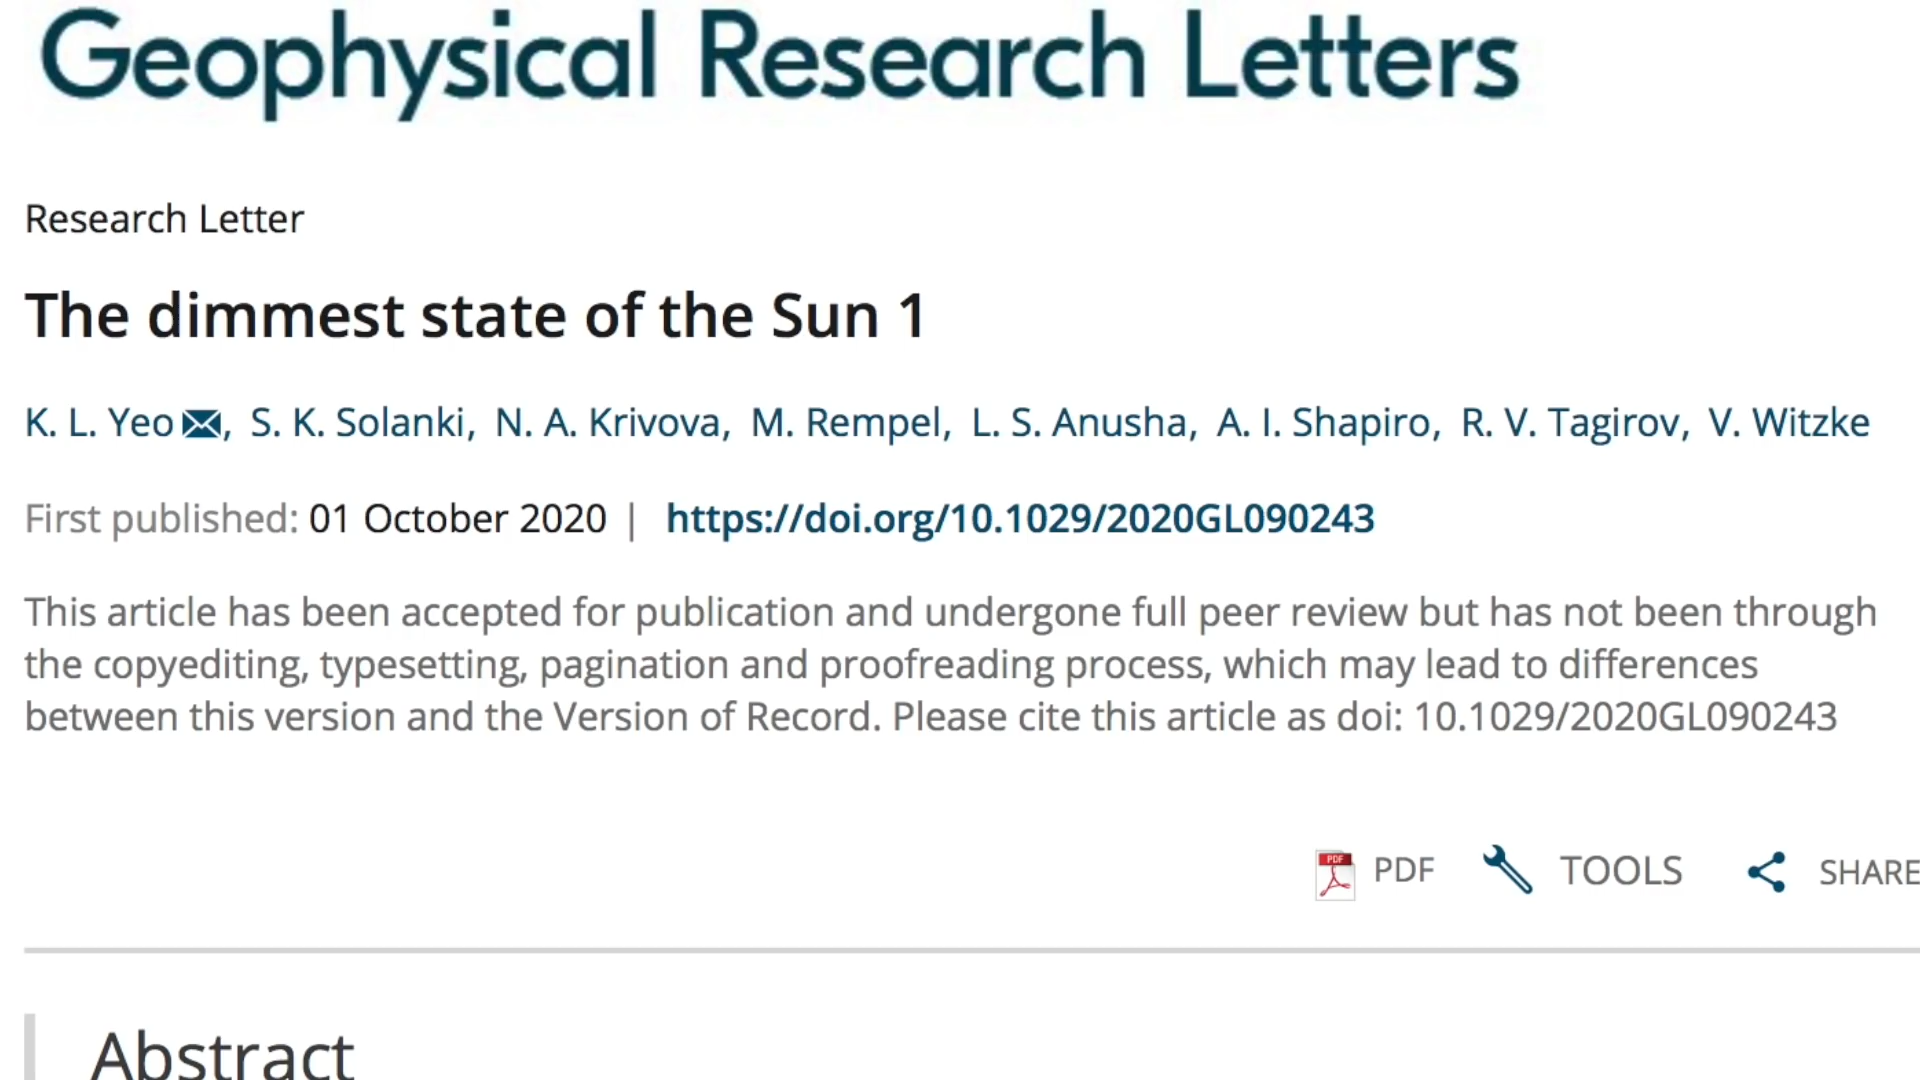 Geophysical Research Letters
Research Letter
The dimmest state of the Sun 1
K. L. Yeo, S. K. Solanki, N. A. Krivova, M. Rempel, L. S. Anusha, A. I. Shapiro, R. V. Tagirov, V. Witzke
First published: 01 October 2020 | https://doi.org/10.1029/2020GL090243
This article has been accepted for publication and undergone full peer review but has not been through
the copyediting, typesetting, pagination and proofreading process, which may lead to differences
between this version and the Version of Record. Please cite this article as doi: 10.1029/2020GL090243
PDF PDF TOOLS SHARE
Abstract